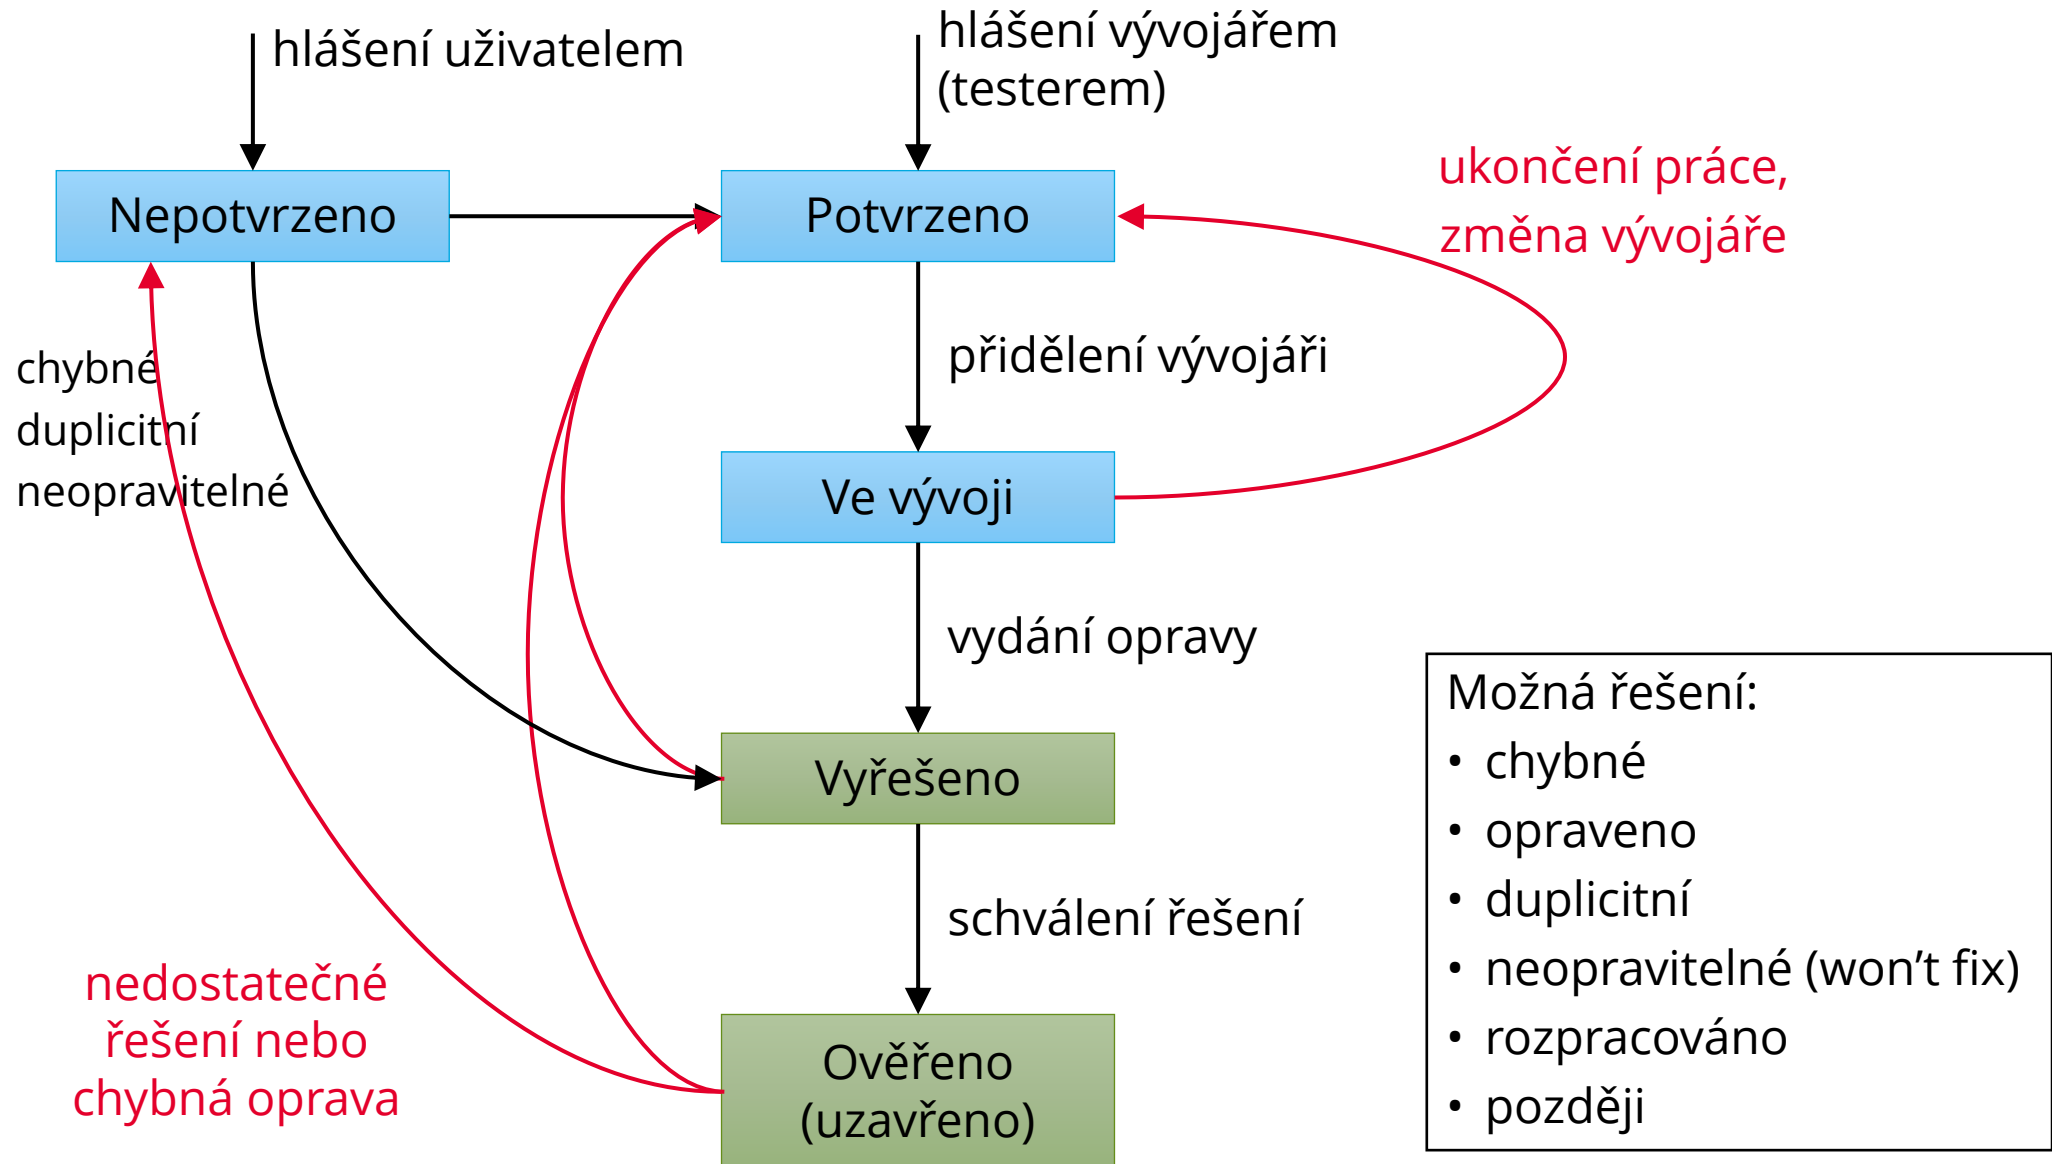 hlášení uživatelem
hlášení vývojářem
(testerem)
ukončení práce,
změna vývojáře
Nepotvrzeno
Potvrzeno
přidělení vývojáři
chybné
duplicitní
neopravitelné
Ve vývoji
vydání opravy
Vyřešeno
schválení řešení
nedostatečné
řešení nebo
chybná oprava
Ověřeno
(uzavřeno)
Možná řešení:
• chybné
• opraveno
• duplicitní
• neopravitelné (won’t fix)
• rozpracováno
• později